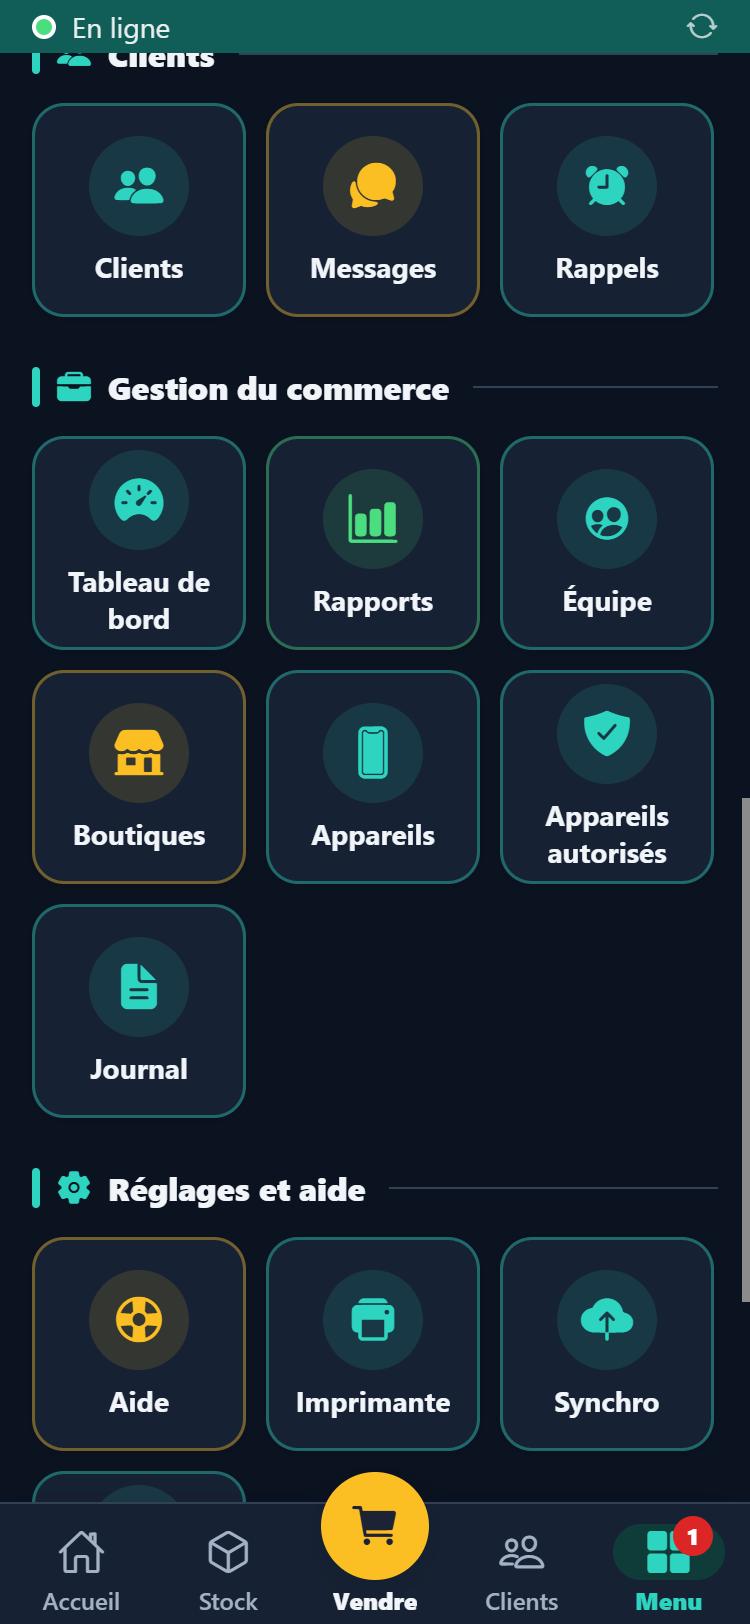 En ligne
Clients
Clients
Messages
Rappels
Gestion du commerce
Tableau de
bord
Rapports
Équipe
Boutiques
Appareils
Appareils
autorisés
Journal
Réglages et aide
Aide
Imprimante
Synchro
1
Accueil
Stock
Vendre
Clients
Menu